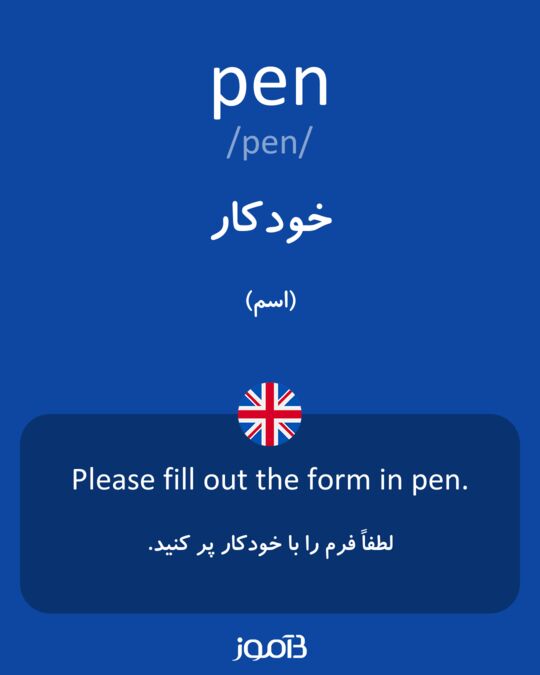 pen
/pen/
خودکار
(اسم)
Please fill out the form in pen.
لطفاً فرم را با خودکار پر کنید.
بیاموز